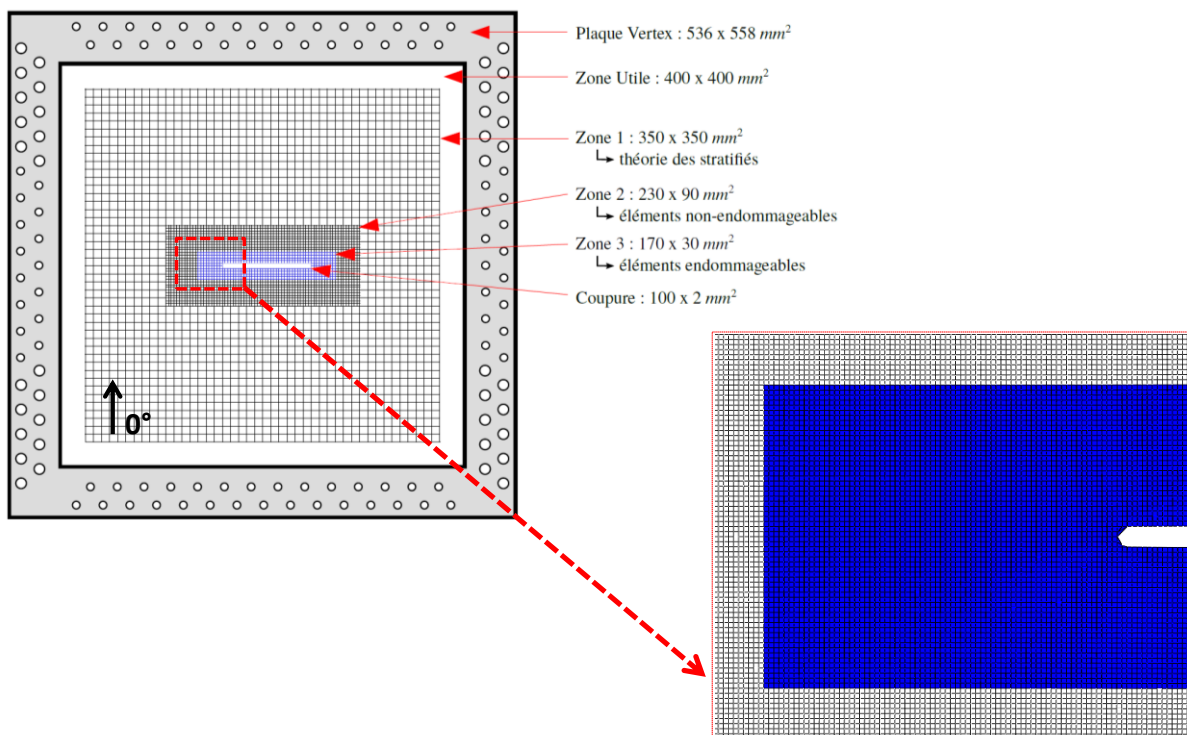 Plaque Vertex : 536 x 558 mm²
Zone Utile : 400 x 400 mm²
Zone 1 : 350 x 350 mm²
↳ théorie des stratifiés
Zone 2 : 230 x 90 mm²
↳ éléments non-endommageables
Zone 3 : 170 x 30 mm²
↳ éléments endommageables
Coupure : 100 x 2 mm²
0°